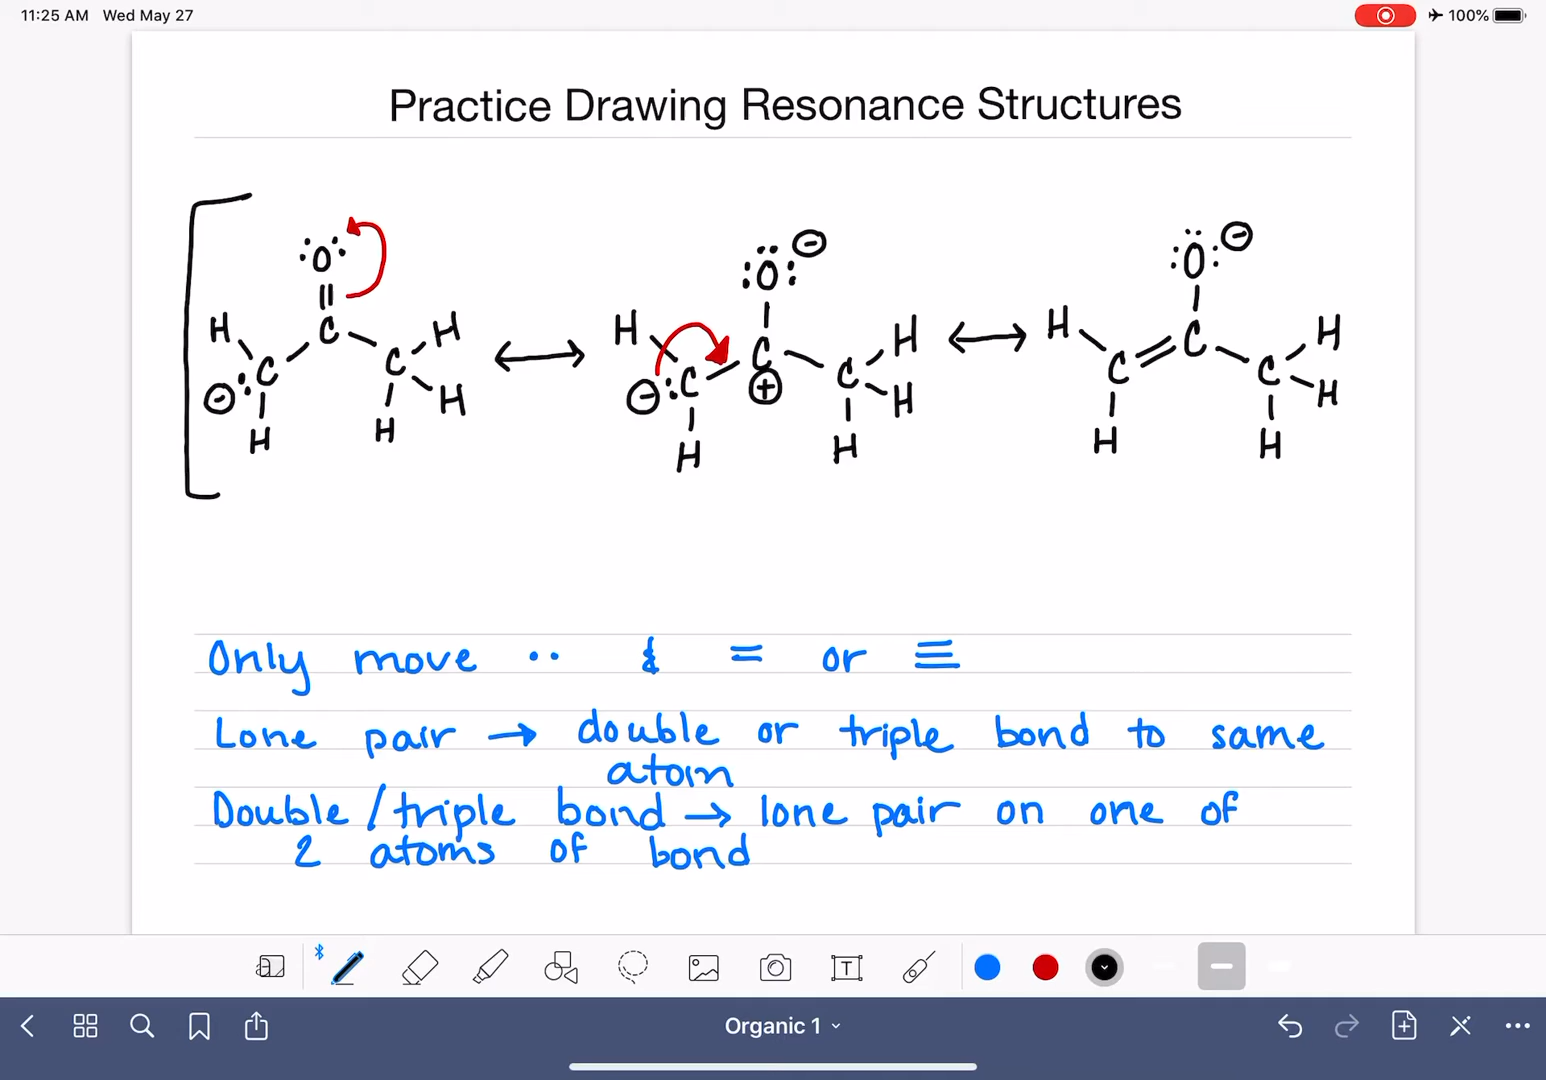 11:25 AM Wed May 27
100%
Practice Drawing Resonance Structures
:O: ⊖ :Ö: ⊖ :Ö:
H C H H C H H C H
⊖ :C C H ⊖ :C ⊕ C H C C H
H H H H H H
Only move ·· & = or ≡
Lone pair → double or triple bond to same
atom
Double / triple bond → lone pair on one of
2 atoms of bond
T
Organic 1